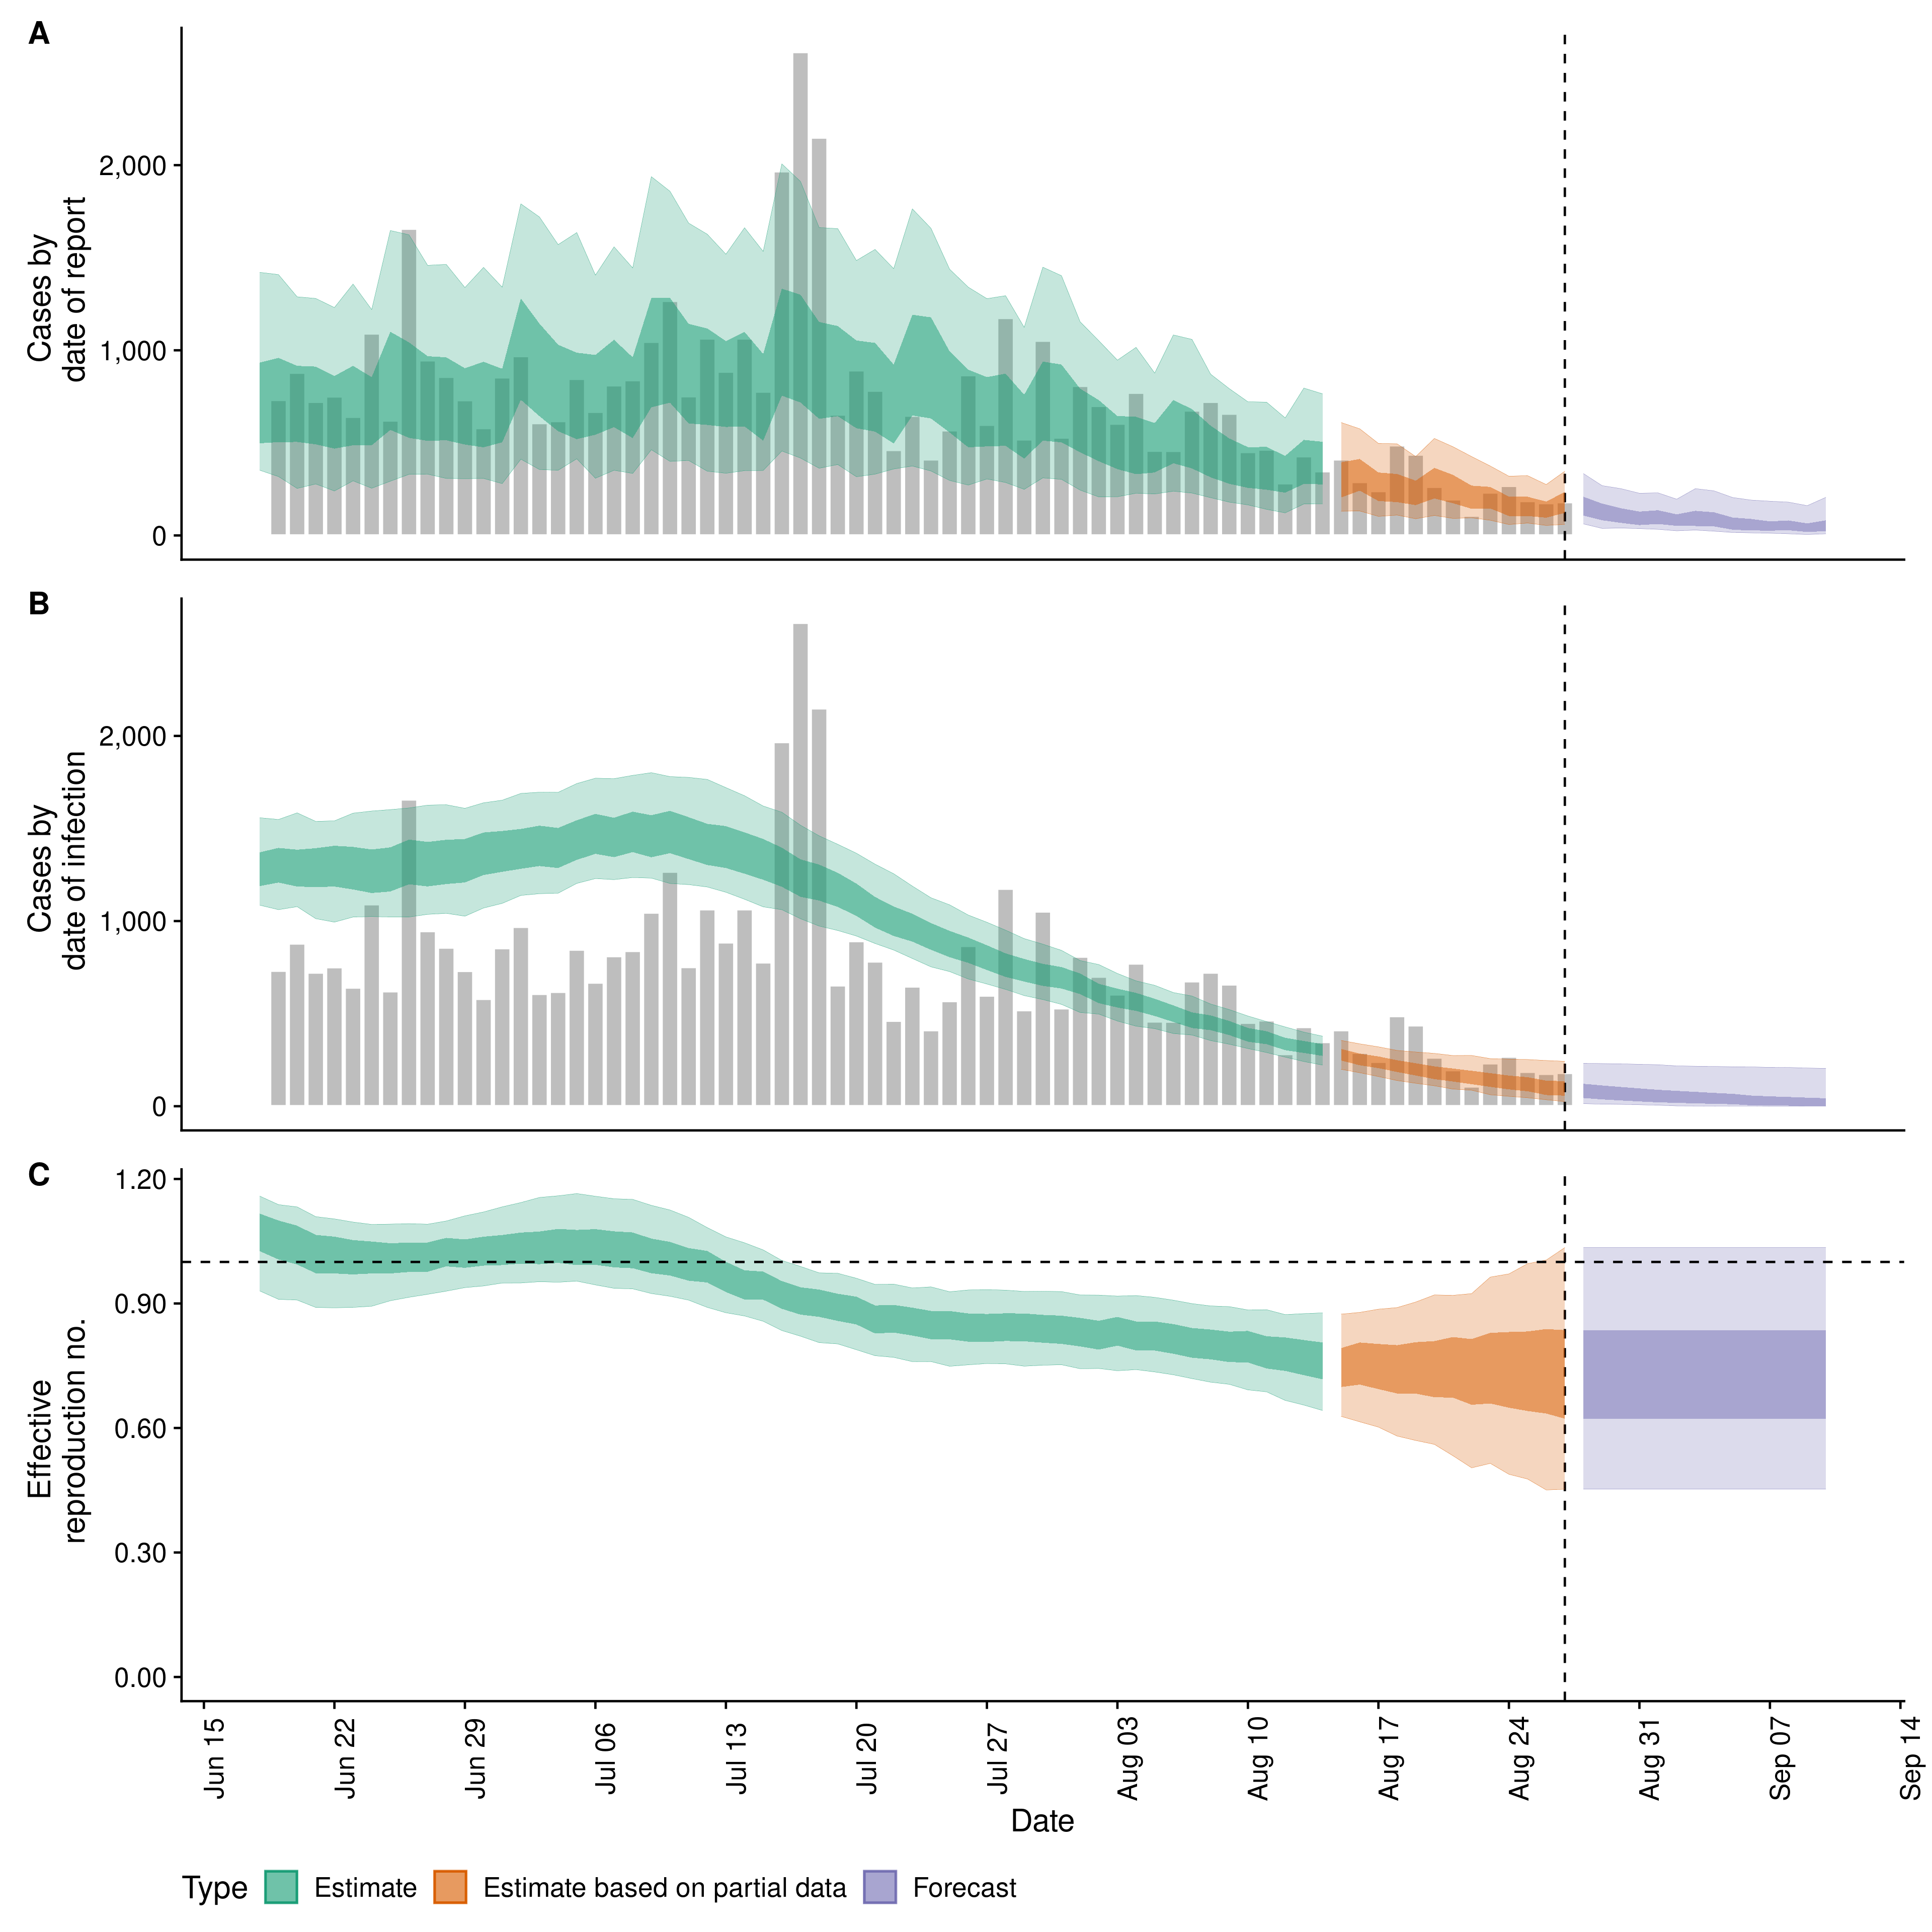 A
2,000
1,000
0
Cases by
date of report
B
2,000
1,000
0
Cases by
date of infection
C
1.20
0.90
0.60
0.30
0.00
Effective
reproduction no.
Jun 15
Jun 22
Jun 29
Jul 06
Jul 13
Jul 20
Jul 27
Aug 03
Aug 10
Aug 17
Aug 24
Aug 31
Sep 07
Sep 14
Date
Type Estimate Estimate based on partial data Forecast